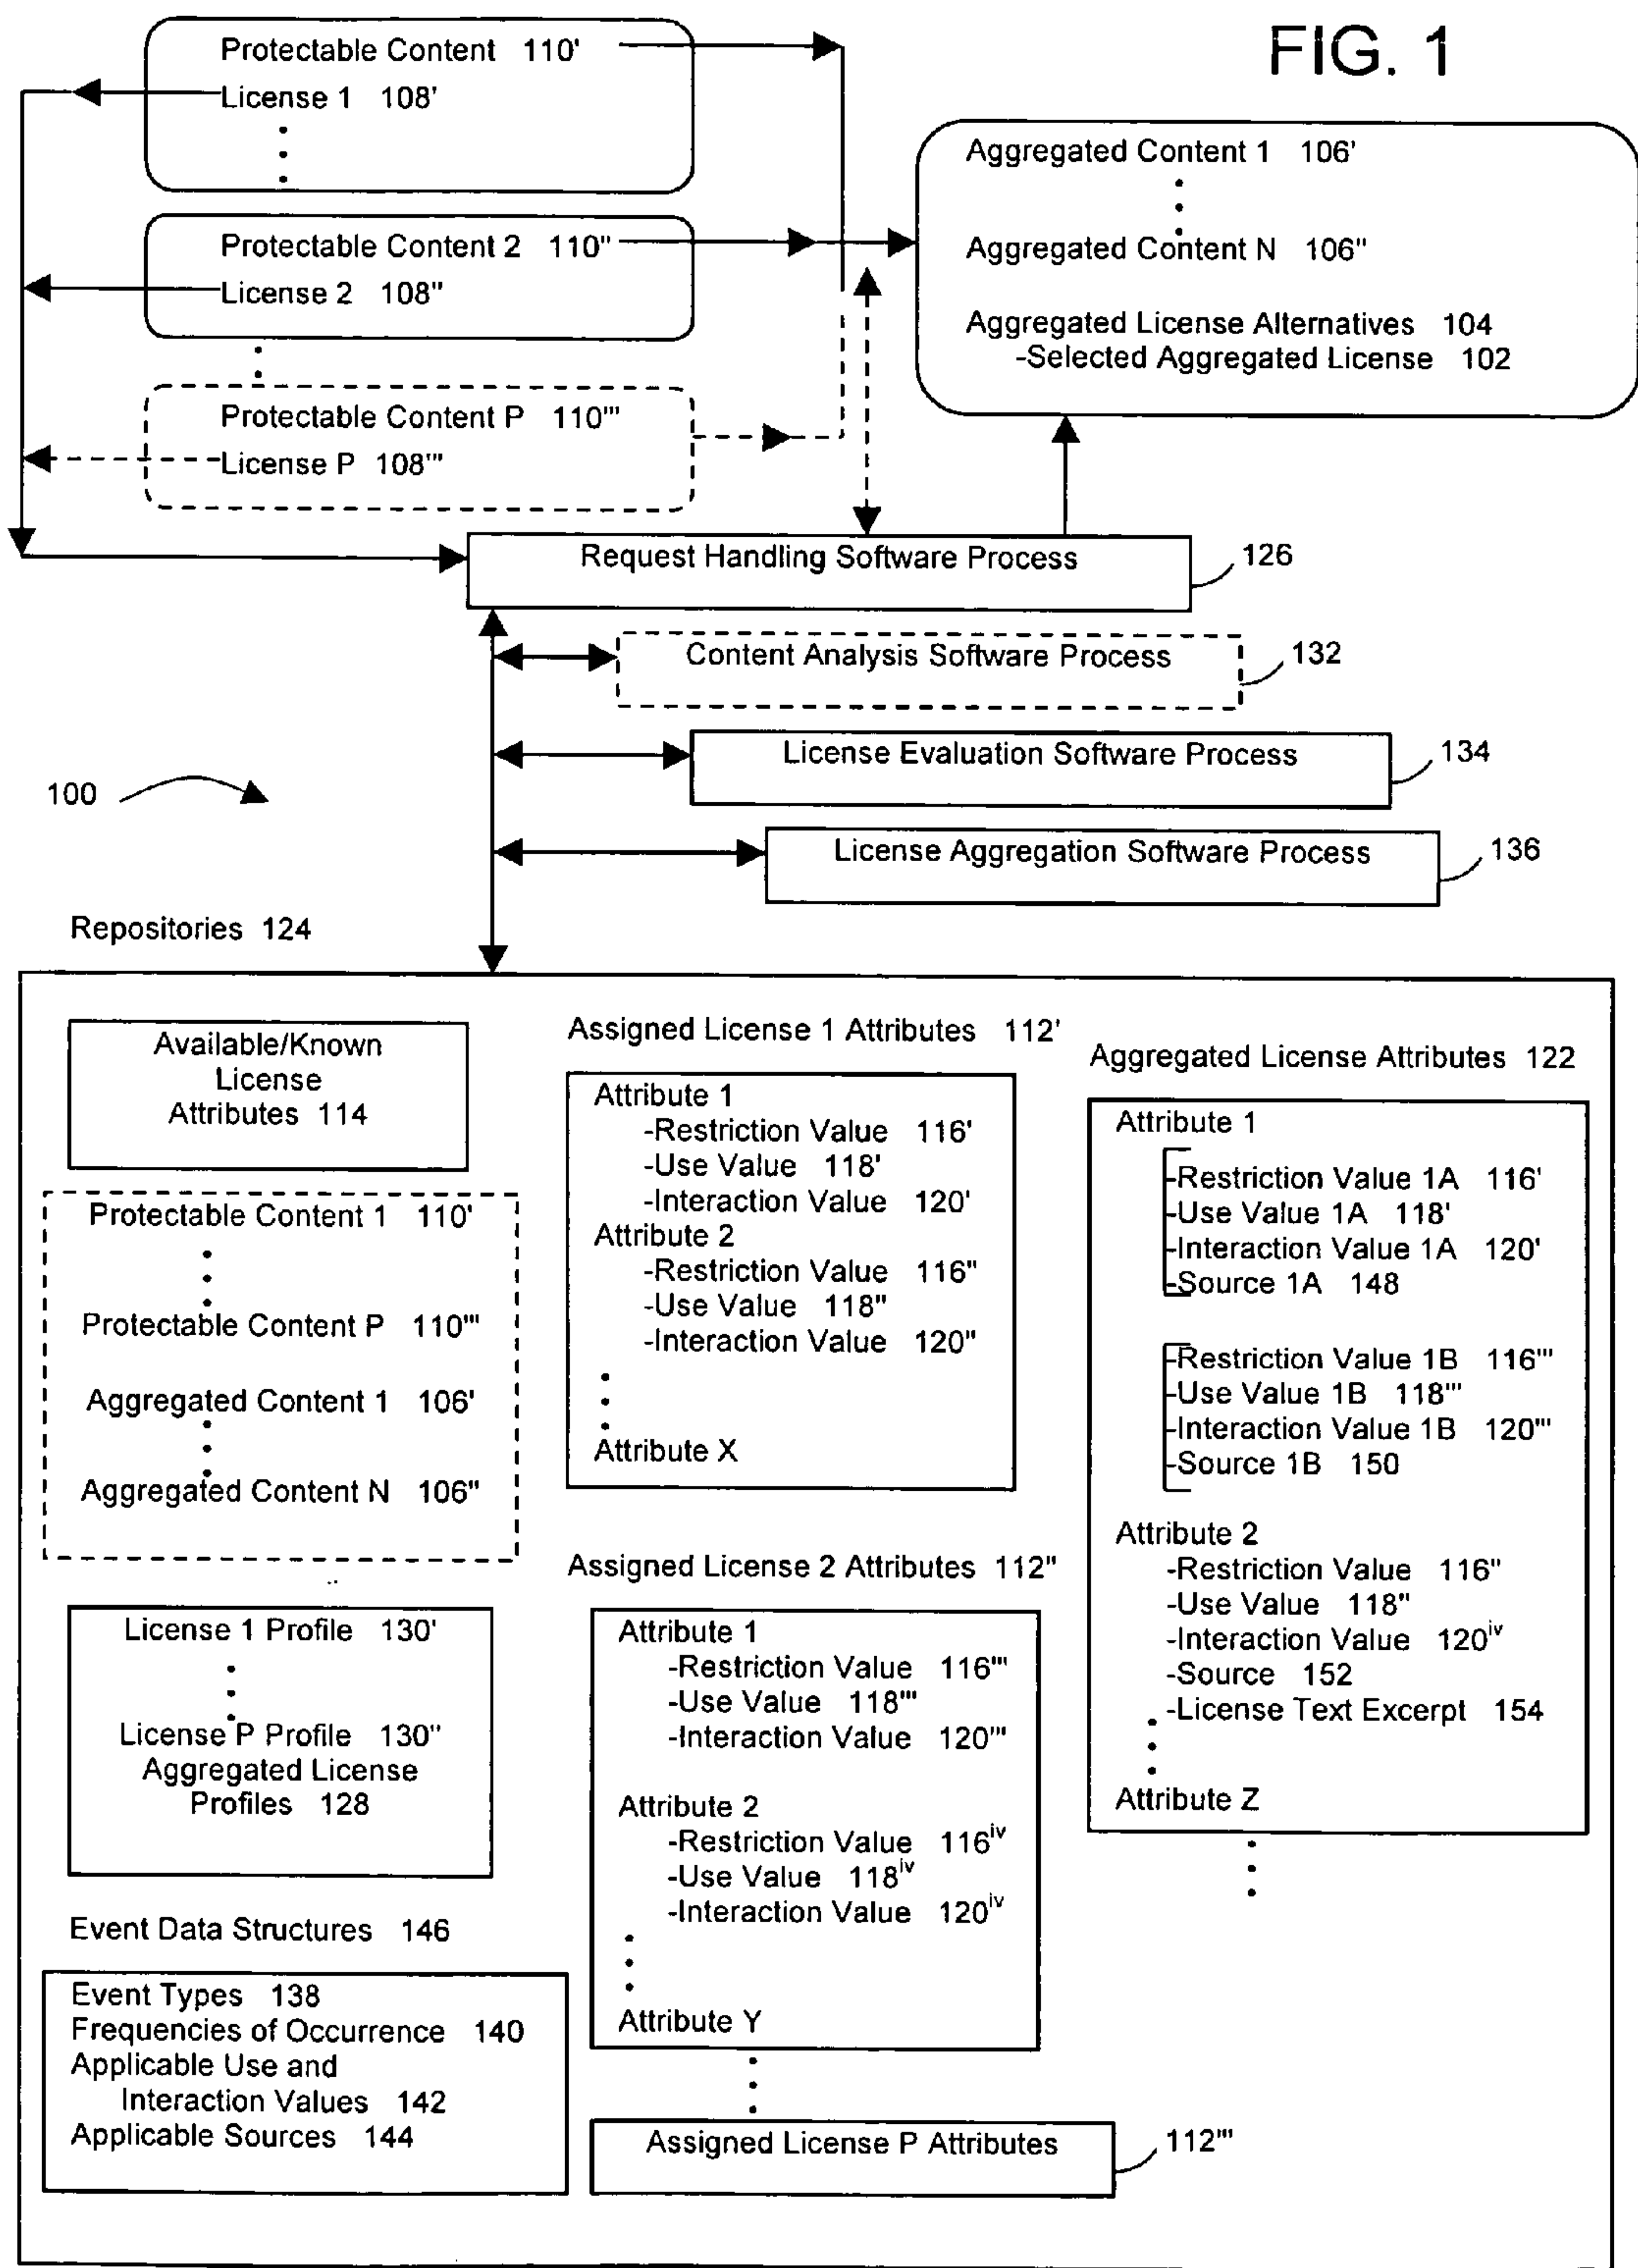 FIG. 1
Protectable Content 110'
License 1 108'
Protectable Content 2 110''
License 2 108''
Protectable Content P 110'''
License P 108'''
Aggregated Content 1 106'
Aggregated Content N 106''
Aggregated License Alternatives 104
-Selected Aggregated License 102
Request Handling Software Process
126
Content Analysis Software Process
132
License Evaluation Software Process
134
100
License Aggregation Software Process
136
Repositories 124
Available/Known
License
Attributes 114
Protectable Content 1 110'
Protectable Content P 110'''
Aggregated Content 1 106'
Aggregated Content N 106''
License 1 Profile 130'
License P Profile 130''
Aggregated License
Profiles 128
Event Data Structures 146
Event Types 138
Frequencies of Occurrence 140
Applicable Use and
Interaction Values 142
Applicable Sources 144
Assigned License 1 Attributes 112'
Attribute 1
-Restriction Value 116'
-Use Value 118'
-Interaction Value 120'
Attribute 2
-Restriction Value 116''
-Use Value 118''
-Interaction Value 120''
Attribute X
Assigned License 2 Attributes 112''
Attribute 1
-Restriction Value 116'''
-Use Value 118'''
-Interaction Value 120'''
Attribute 2
-Restriction Value 116iv
-Use Value 118iv
-Interaction Value 120iv
Attribute Y
Assigned License P Attributes
112'''
Aggregated License Attributes 122
Attribute 1
-Restriction Value 1A 116'
-Use Value 1A 118'
-Interaction Value 1A 120'
-Source 1A 148
-Restriction Value 1B 116'''
-Use Value 1B 118'''
-Interaction Value 1B 120'''
-Source 1B 150
Attribute 2
-Restriction Value 116''
-Use Value 118''
-Interaction Value 120iv
-Source 152
-License Text Excerpt 154
Attribute Z